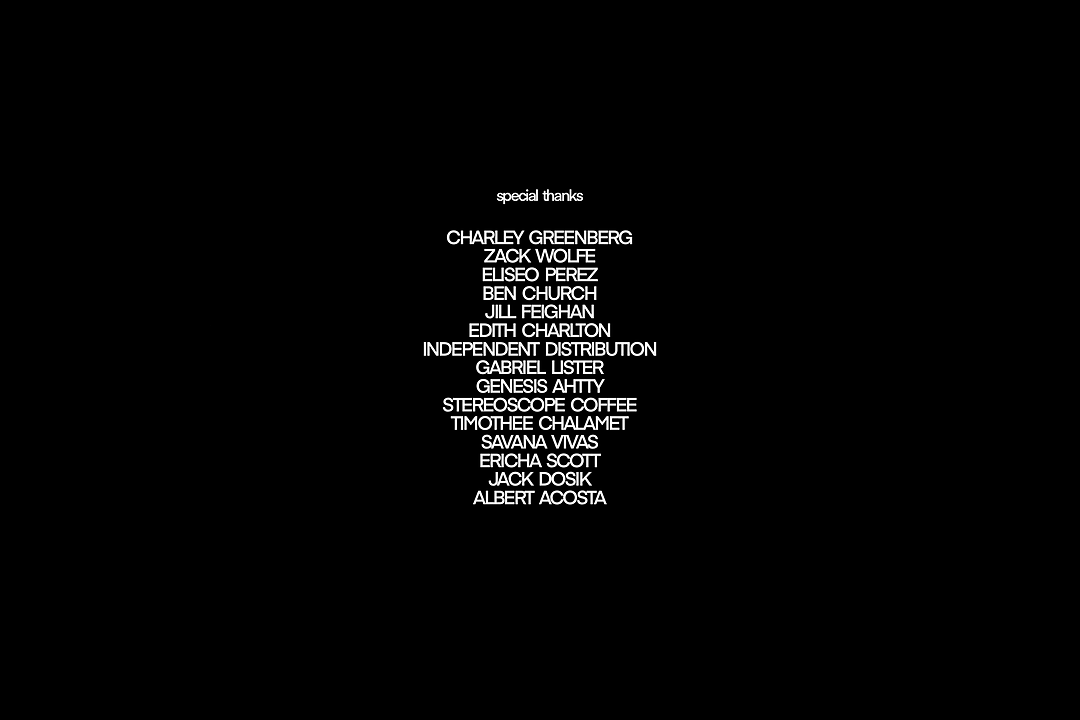 special thanks
CHARLEY GREENBERG
ZACK WOLFE
ELISEO PEREZ
BEN CHURCH
JILL FEIGHAN
EDITH CHARLTON
INDEPENDENT DISTRIBUTION
GABRIEL LISTER
GENESIS AHTTY
STEREOSCOPE COFFEE
TIMOTHEE CHALAMET
SAVANA VIVAS
ERICHA SCOTT
JACK DOSIK
ALBERT ACOSTA